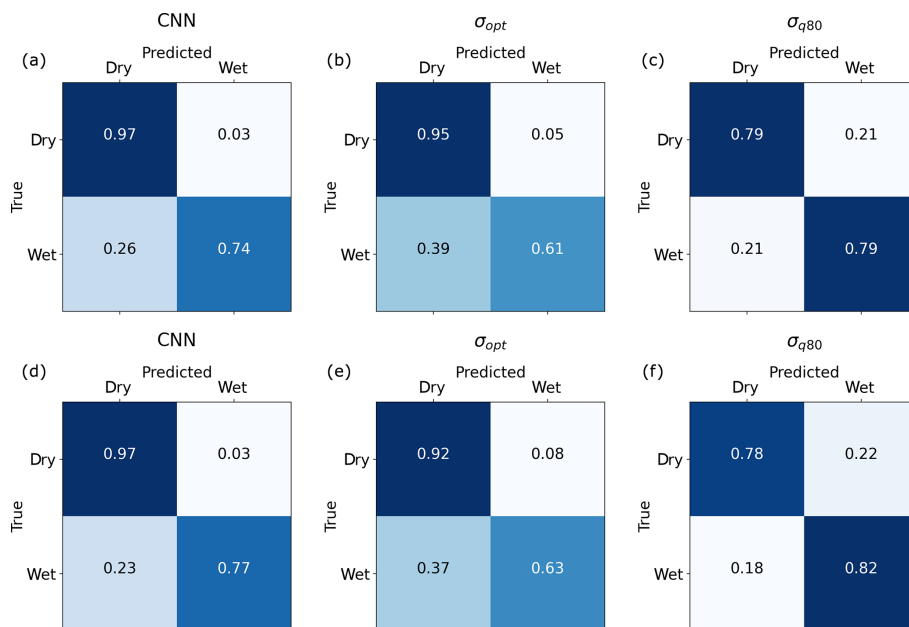 CNN
(a)
Predicted
Dry Wet
True
Dry 0.97 0.03
Wet 0.26 0.74
σopt
(b)
Predicted
Dry Wet
True
Dry 0.95 0.05
Wet 0.39 0.61
σq80
(c)
Predicted
Dry Wet
True
Dry 0.79 0.21
Wet 0.21 0.79
CNN
(d)
Predicted
Dry Wet
True
Dry 0.97 0.03
Wet 0.23 0.77
σopt
(e)
Predicted
Dry Wet
True
Dry 0.92 0.08
Wet 0.37 0.63
σq80
(f)
Predicted
Dry Wet
True
Dry 0.78 0.22
Wet 0.18 0.82